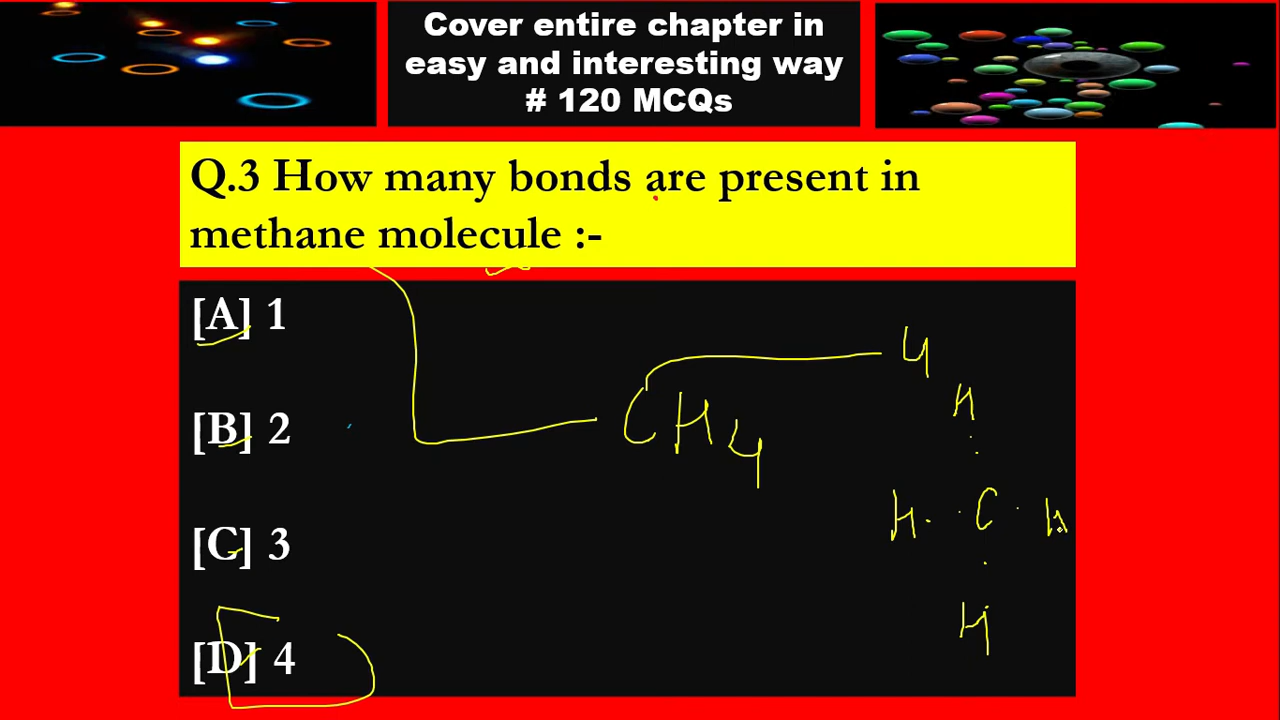 Cover entire chapter in
easy and interesting way
# 120 MCQs
Q.3 How many bonds are present in
methane molecule :-
[A] 1
[B] 2
[C] 3
[D] 4
CH4
4
H
H . . C . H
H